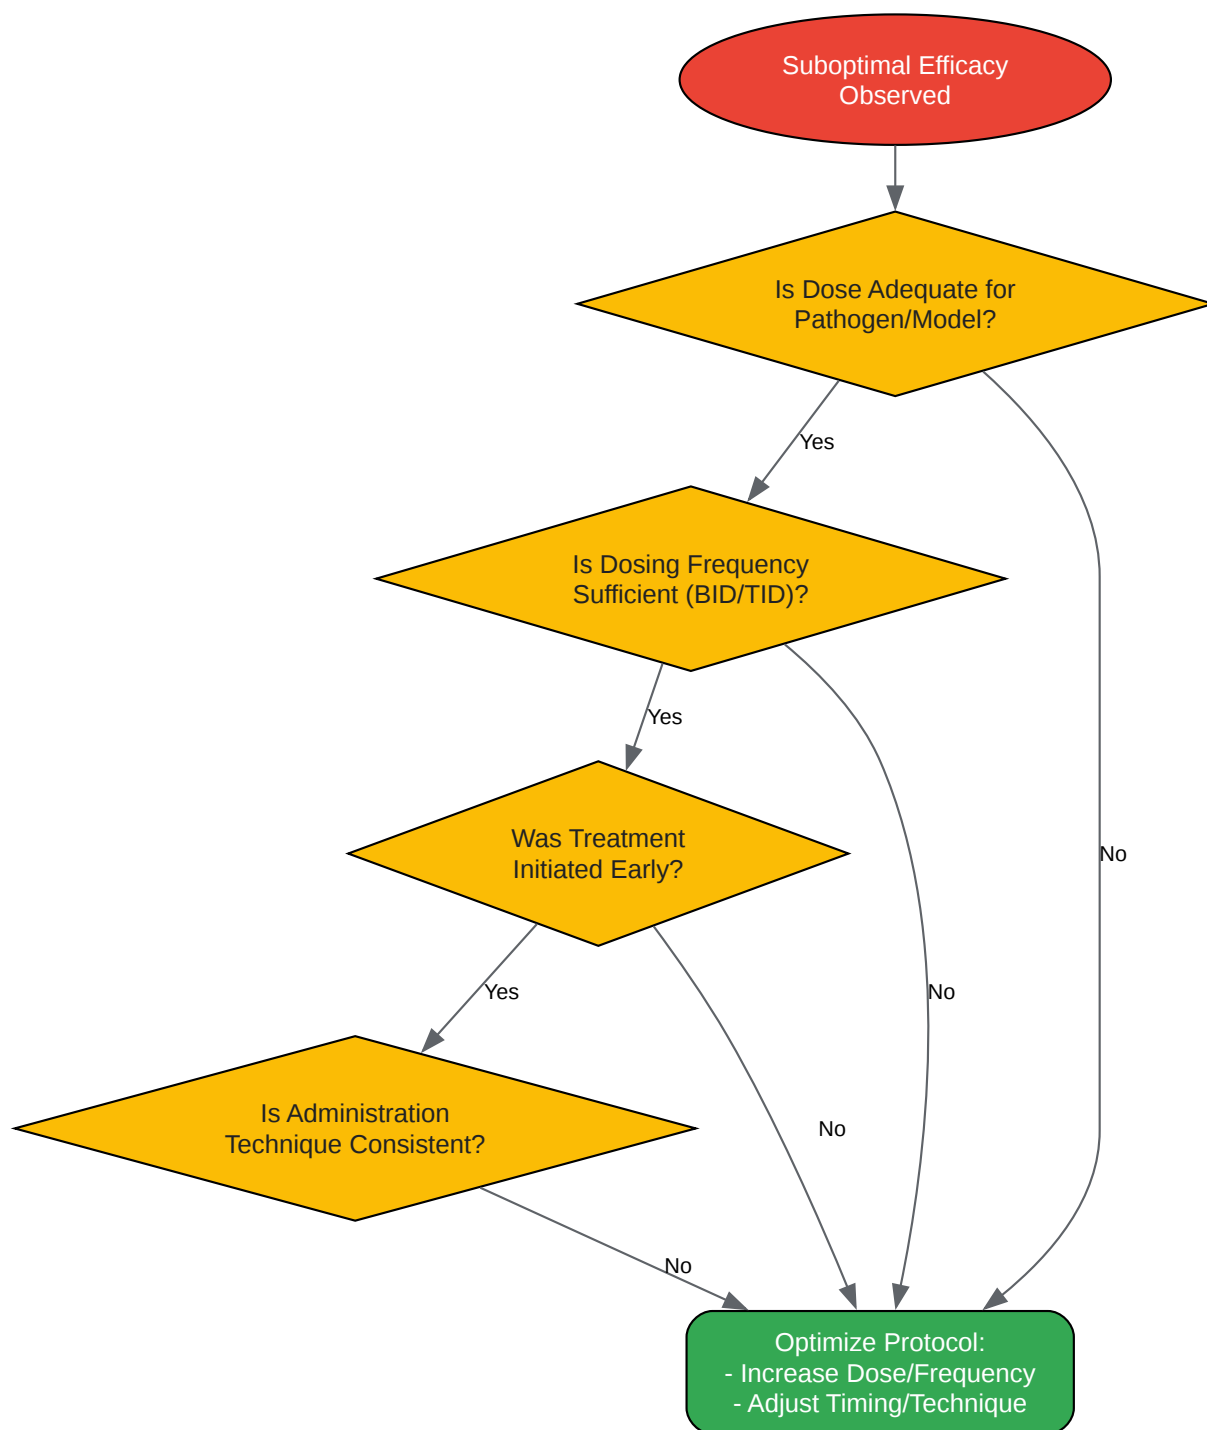 Suboptimal Efficacy
Observed
Is Dose Adequate for
Pathogen/Model?
Yes
Is Dosing Frequency
Sufficient (BID/TID)?
Yes
Was Treatment
Initiated Early?
No
Yes
No
Is Administration
Technique Consistent?
No
No
Optimize Protocol:
- Increase Dose/Frequency
- Adjust Timing/Technique